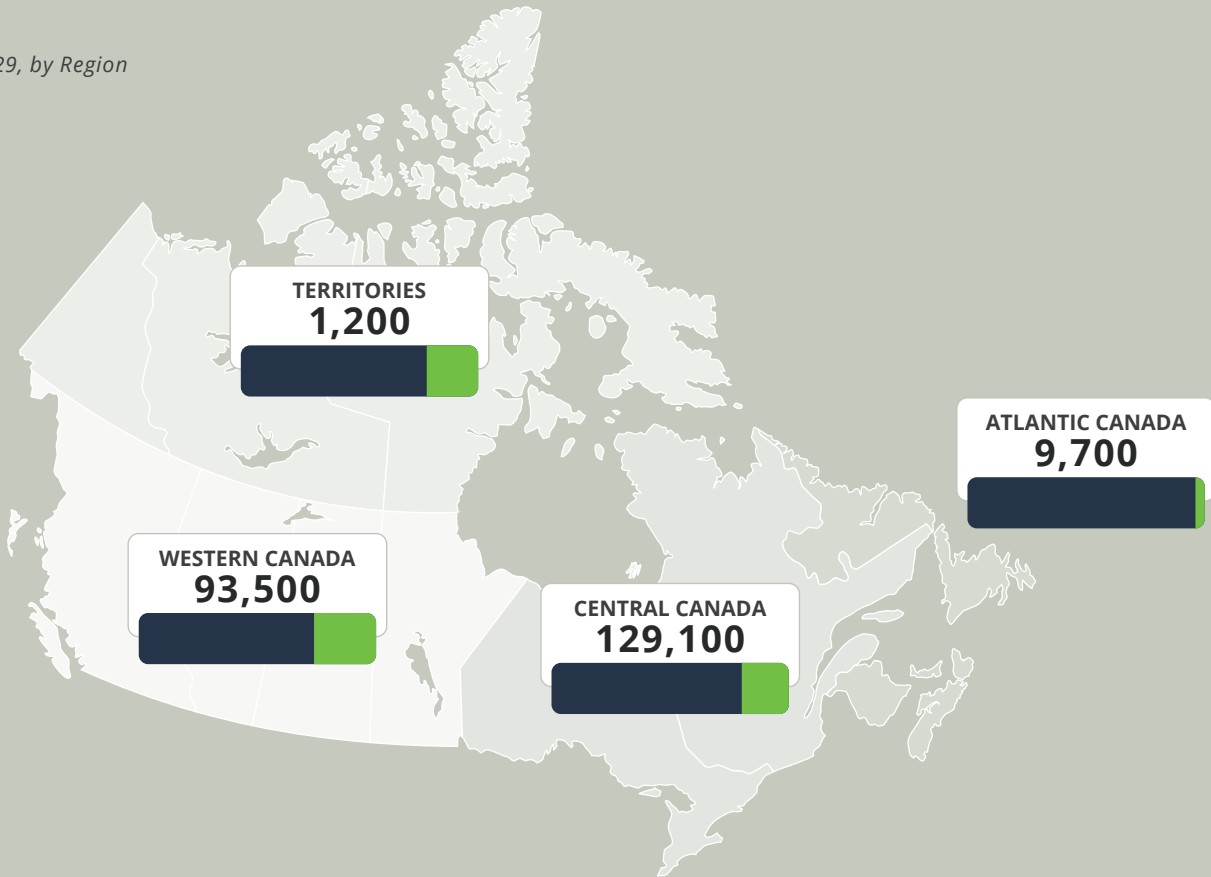 29, by Region
TERRITORIES
1,200
ATLANTIC CANADA
9,700
WESTERN CANADA
93,500
CENTRAL CANADA
129,100